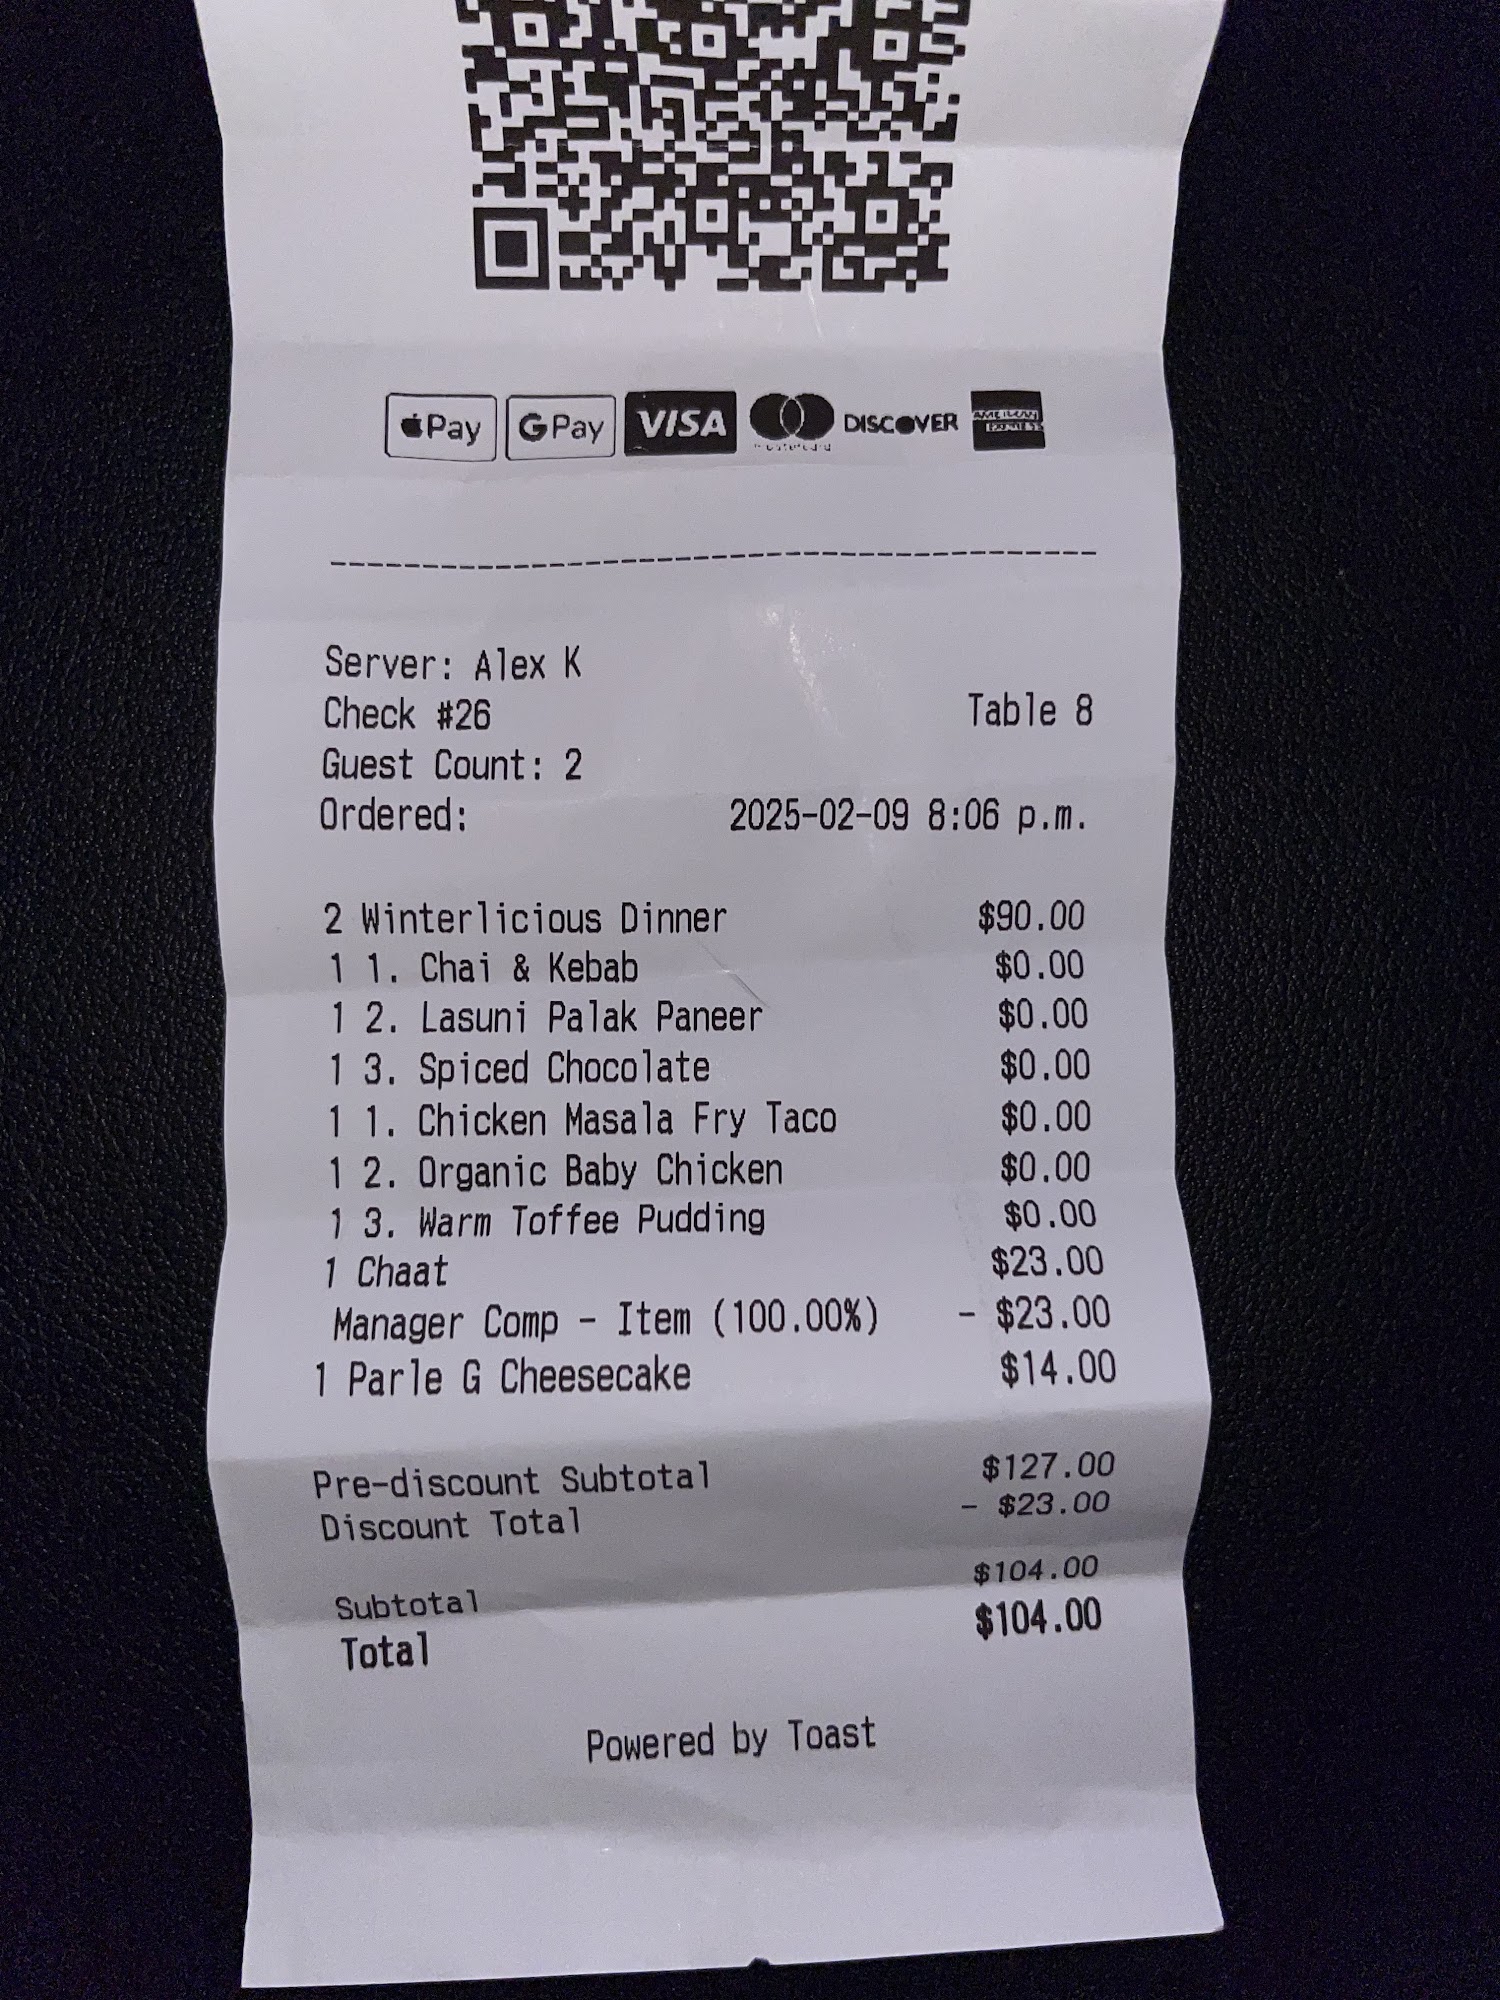 Pay GPay VISA DISCOVER AMERICAN EXPRESS
Server: Alex K
Check #26 Table 8
Guest Count: 2
Ordered: 2025-02-09 8:06 p.m.
2 Winterlicious Dinner $90.00
1 1. Chai & Kebab $0.00
1 2. Lasuni Palak Paneer $0.00
1 3. Spiced Chocolate $0.00
1 1. Chicken Masala Fry Taco $0.00
1 2. Organic Baby Chicken $0.00
1 3. Warm Toffee Pudding $0.00
1 Chaat $23.00
Manager Comp - Item (100.00%) - $23.00
1 Parle G Cheesecake $14.00
Pre-discount Subtotal $127.00
Discount Total - $23.00
Subtotal $104.00
Total $104.00
Powered by Toast